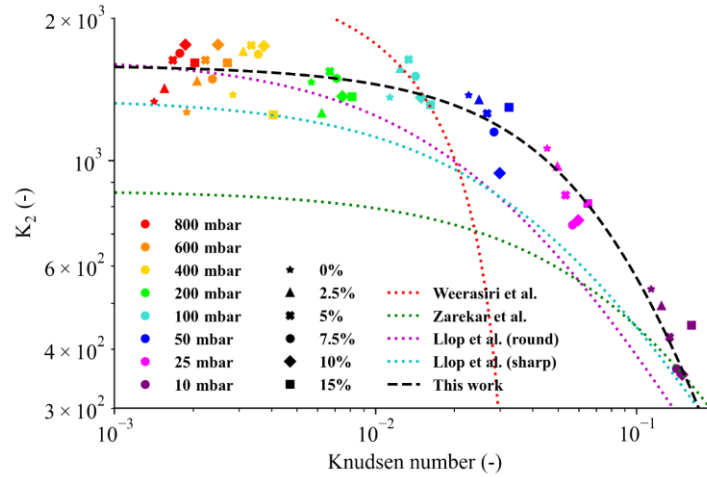 2 × 10³
10³
6 × 10²
4 × 10²
3 × 10²
K₂ (-)
800 mbar
600 mbar
400 mbar
200 mbar
100 mbar
50 mbar
25 mbar
10 mbar
0%
2.5%
5%
7.5%
10%
15%
Weerasiri et al.
Zarekar et al.
Llop et al. (round)
Llop et al. (sharp)
This work
10⁻³
10⁻²
10⁻¹
Knudsen number (-)